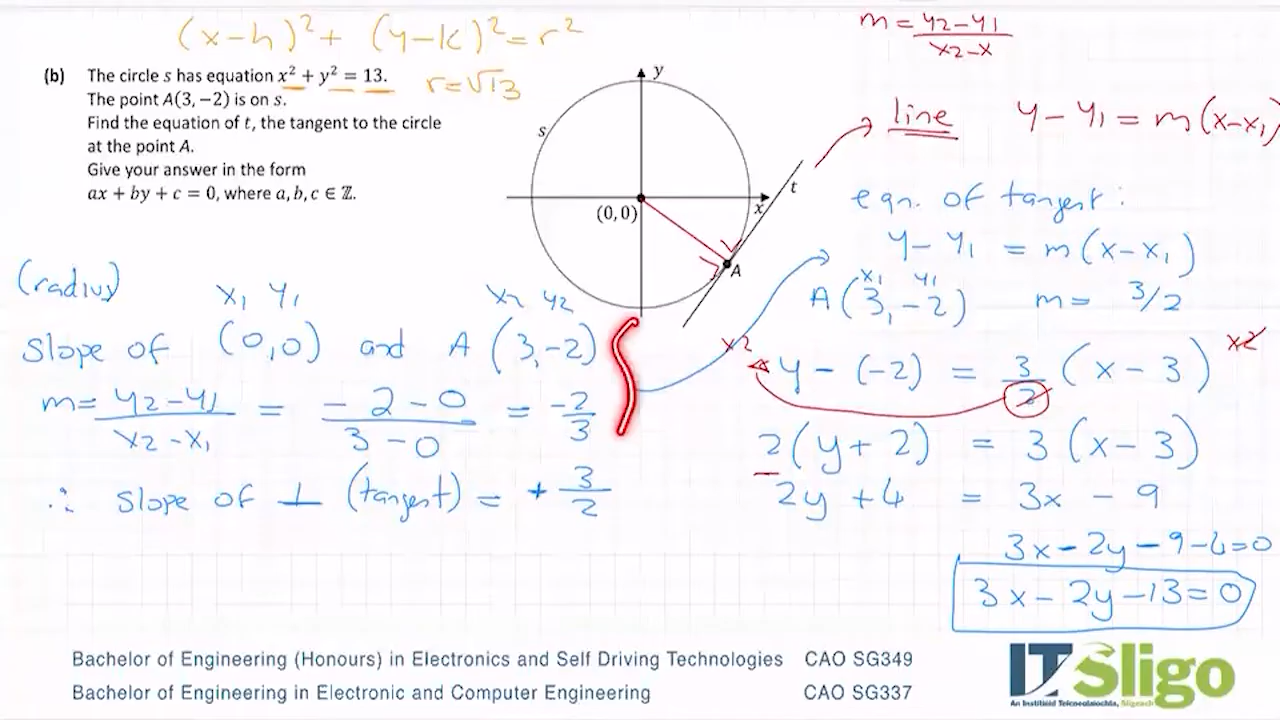 (x-h)² + (y-k)² = r²
m = y2-y1 / x2-x
(b) The circle s has equation x² + y² = 13.
r = √13
The point A(3, −2) is on s.
Find the equation of t, the tangent to the circle
at the point A.
Give your answer in the form
ax + by + c = 0, where a, b, c ∈ ℤ.
y
s
(0, 0)
x
t
A
line y - y1 = m(x-x1)
eqn. of tangent:
y - y1 = m(x-x1)
x1 y1
A(3, -2) m = 3/2
(radius) x1 y1 x2 y2
Slope of (0,0) and A (3,-2)
m = y2-y1 / x2-x1 = -2-0 / 3-0 = -2/3
∴ slope of ⊥ (tangent) = + 3/2
x2 x2
y - (-2) = 3/2 (x - 3)
2(y+2) = 3(x-3)
2y + 4 = 3x - 9
3x - 2y - 9 - 4 = 0
3x - 2y - 13 = 0
Bachelor of Engineering (Honours) in Electronics and Self Driving Technologies CAO SG349
Bachelor of Engineering in Electronic and Computer Engineering CAO SG337
IT Sligo
An Institiúid Teicneolaíochta, Sligeach